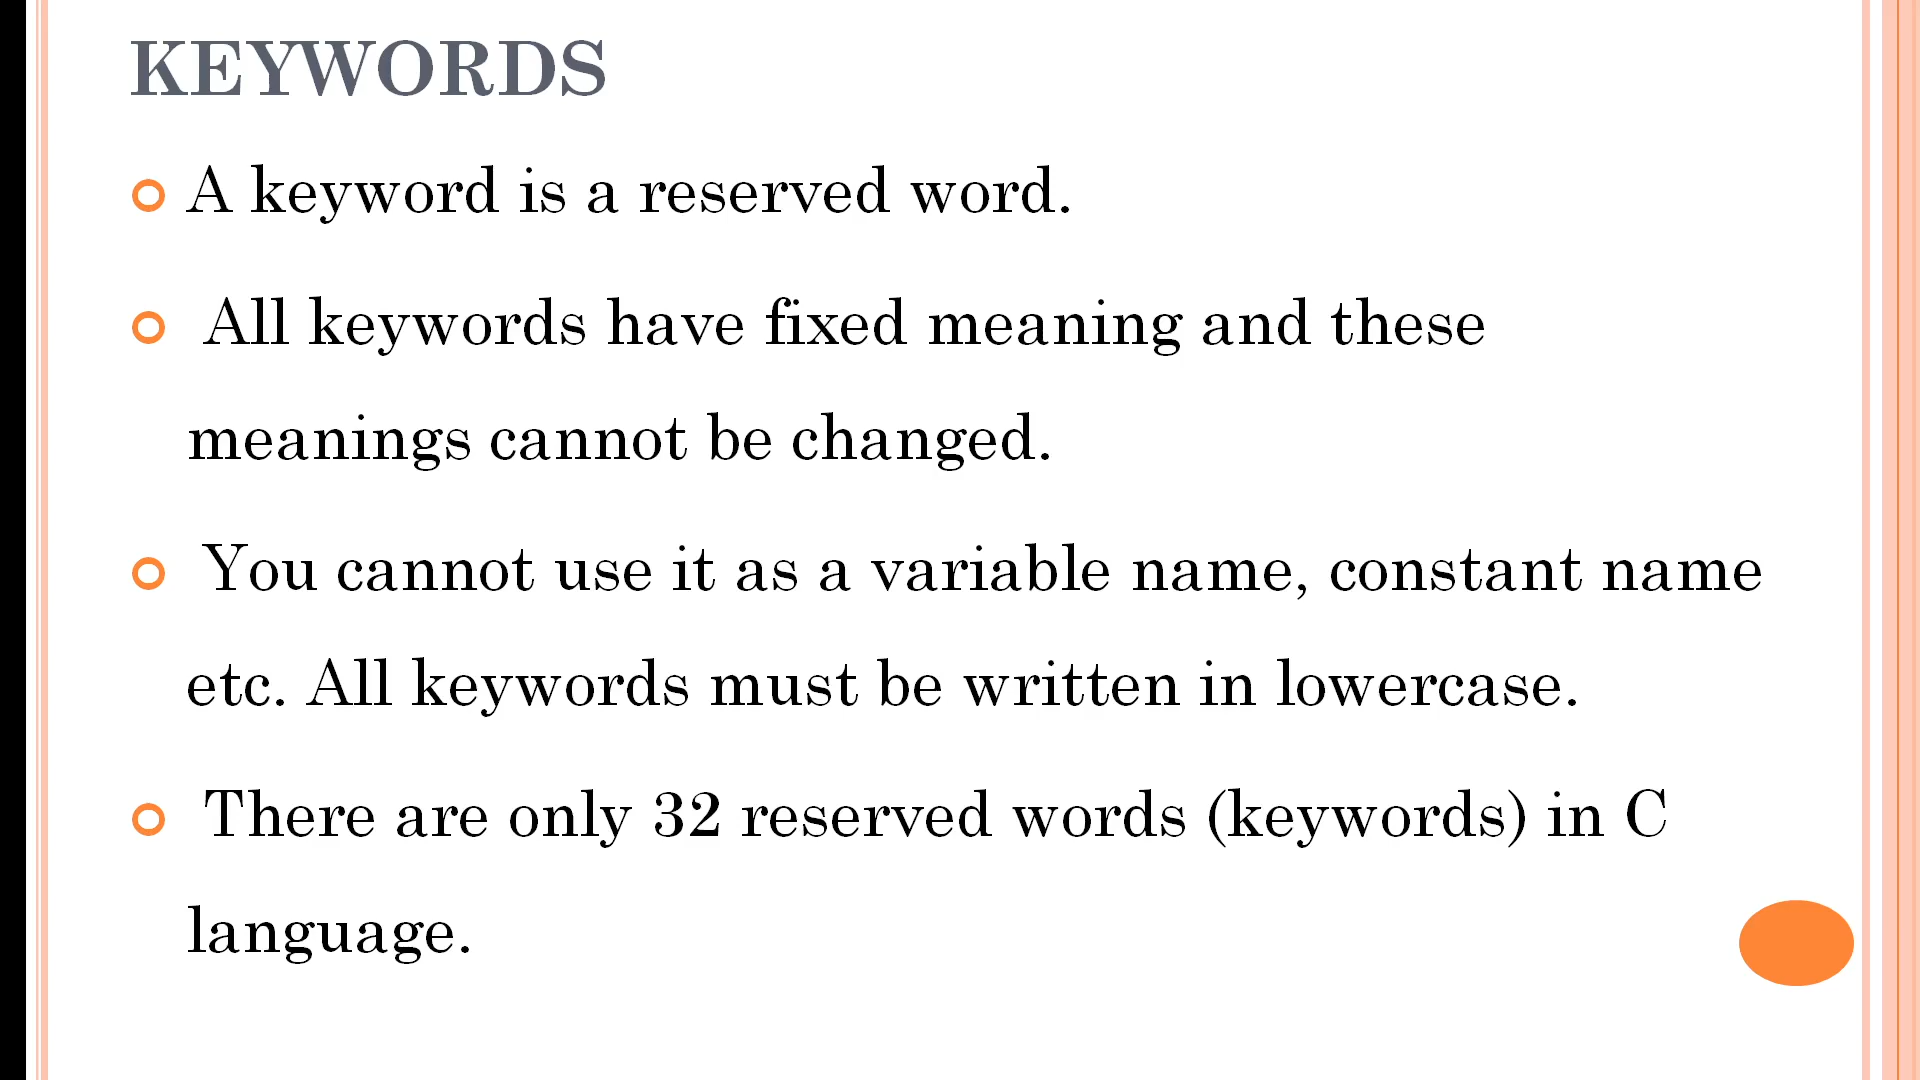 KEYWORDS
A keyword is a reserved word.
All keywords have fixed meaning and these
meanings cannot be changed.
You cannot use it as a variable name, constant name
etc. All keywords must be written in lowercase.
There are only 32 reserved words (keywords) in C
language.